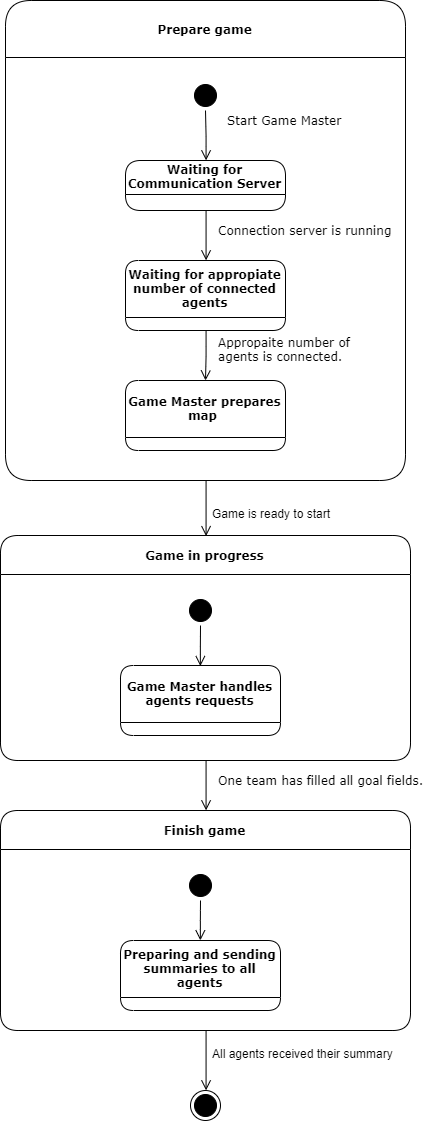 Prepare game
Start Game Master
Waiting for
Communication Server
Connection server is running
Waiting for appropiate
number of connected
agents
Appropaite number of
agents is connected.
Game Master prepares
map
Game is ready to start
Game in progress
Game Master handles
agents requests
One team has filled all goal fields.
Finish game
Preparing and sending
summaries to all
agents
All agents received their summary